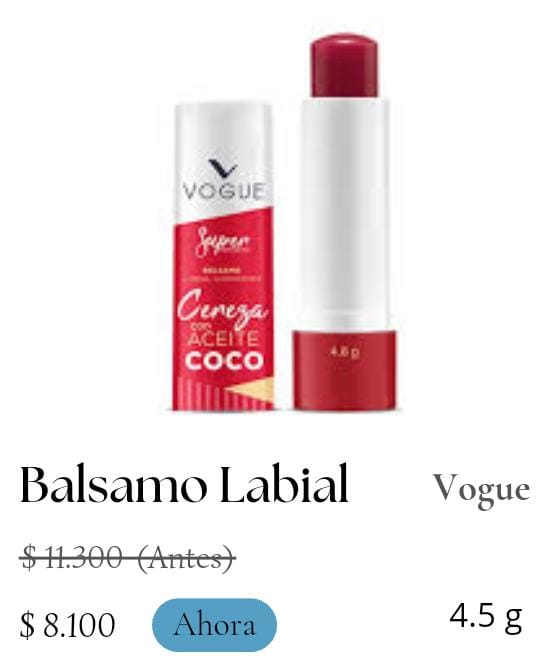 VOGUE
Super
BALSAMO
Cereza
con
ACEITE
COCO
4.8 g
Balsamo Labial
Vogue
$ 11.300 (Antes)
$ 8.100
Ahora
4.5 g